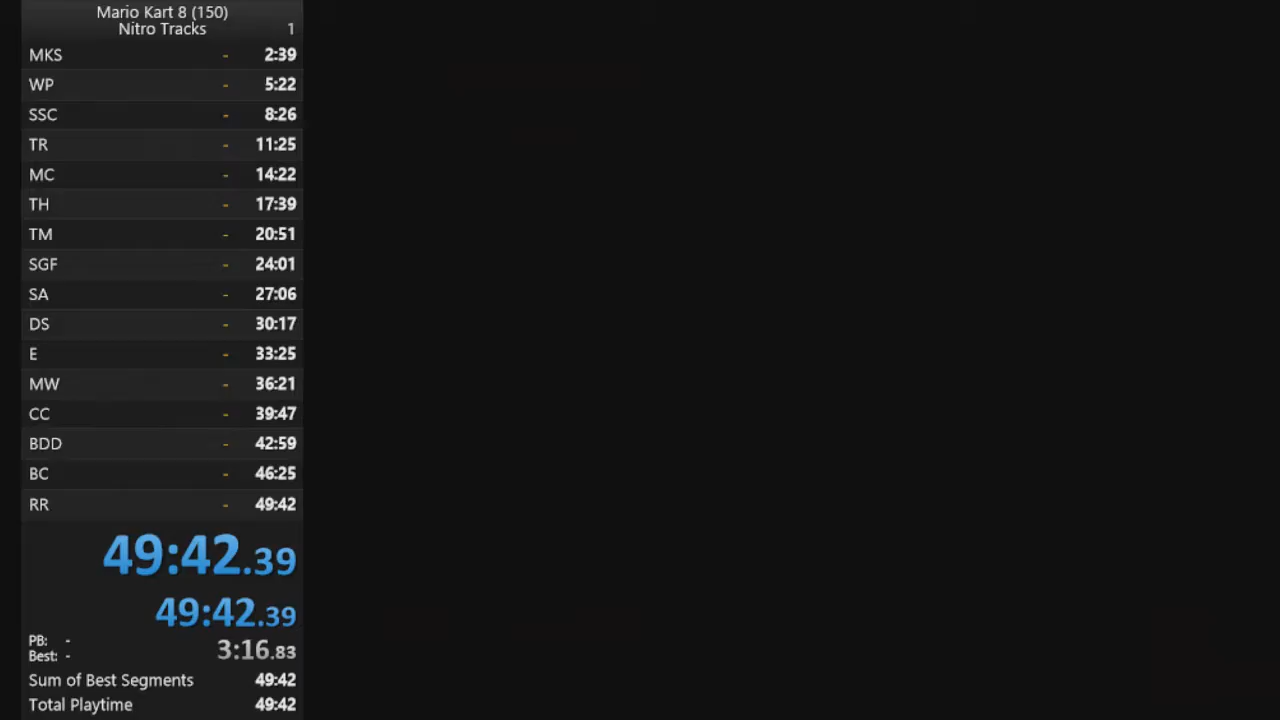 Mario Kart 8 (150)
Nitro Tracks 1
MKS - 2:39
WP - 5:22
SSC - 8:26
TR - 11:25
MC - 14:22
TH - 17:39
TM - 20:51
SGF - 24:01
SA - 27:06
DS - 30:17
E - 33:25
MW - 36:21
CC - 39:47
BDD - 42:59
BC - 46:25
RR - 49:42
49:42.39
49:42.39
PB: -
Best: - 3:16.83
Sum of Best Segments 49:42
Total Playtime 49:42